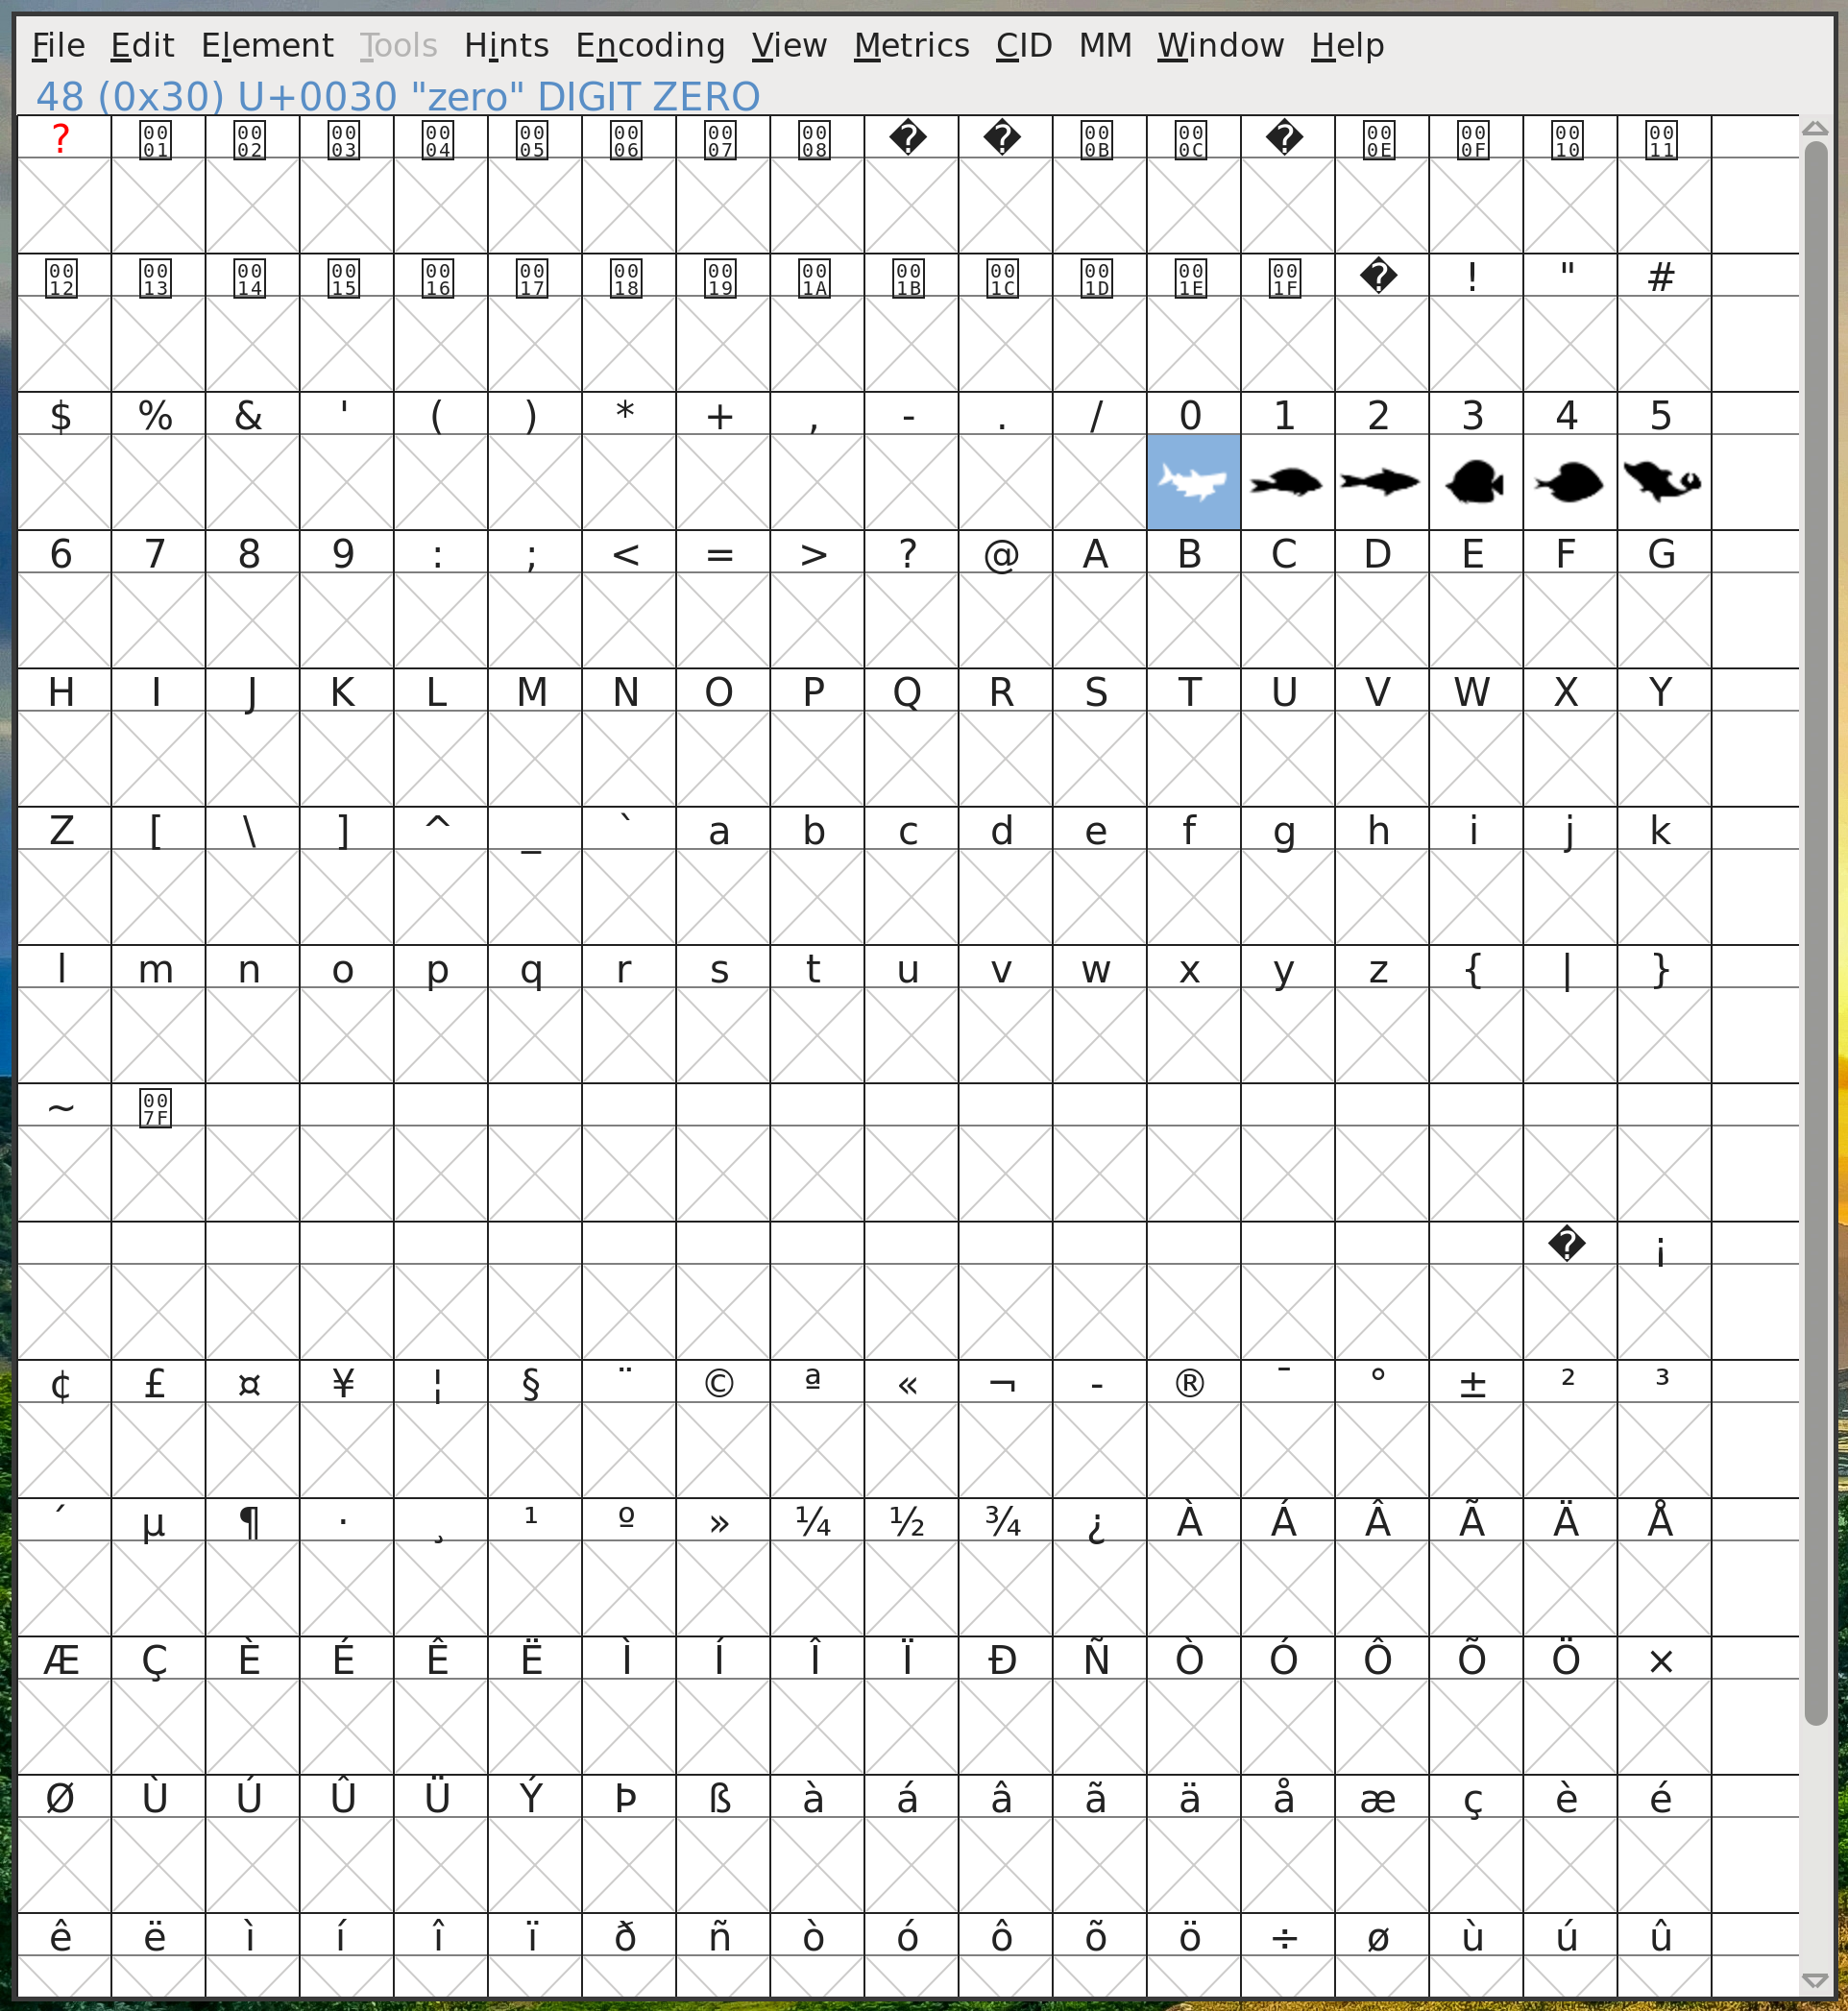 File Edit Element Tools Hints Encoding View Metrics CID MM Window Help
48 (0x30) U+0030 "zero" DIGIT ZERO
? 0001 0002 0003 0004 0005 0006 0007 0008 � � 000B 000C � 000E 000F 0010 0011
0012 0013 0014 0015 0016 0017 0018 0019 001A 001B 001C 001D 001E 001F � ! " #
$ % & ' ( ) * + , - . / 0 1 2 3 4 5
6 7 8 9 : ; < = > ? @ A B C D E F G
H I J K L M N O P Q R S T U V W X Y
Z [ \ ] ^ _ ` a b c d e f g h i j k
l m n o p q r s t u v w x y z { | }
~ 007F
� ¡
¢ £ ¤ ¥ ¦ § ¨ © ª « ¬ - ® ¯ ° ± ² ³
´ µ ¶ · ¸ ¹ º » ¼ ½ ¾ ¿ À Á Â Ã Ä Å
Æ Ç È É Ê Ë Ì Í Î Ï Ð Ñ Ò Ó Ô Õ Ö ×
Ø Ù Ú Û Ü Ý Þ ß à á â ã ä å æ ç è é
ê ë ì í î ï ð ñ ò ó ô õ ö ÷ ø ù ú û